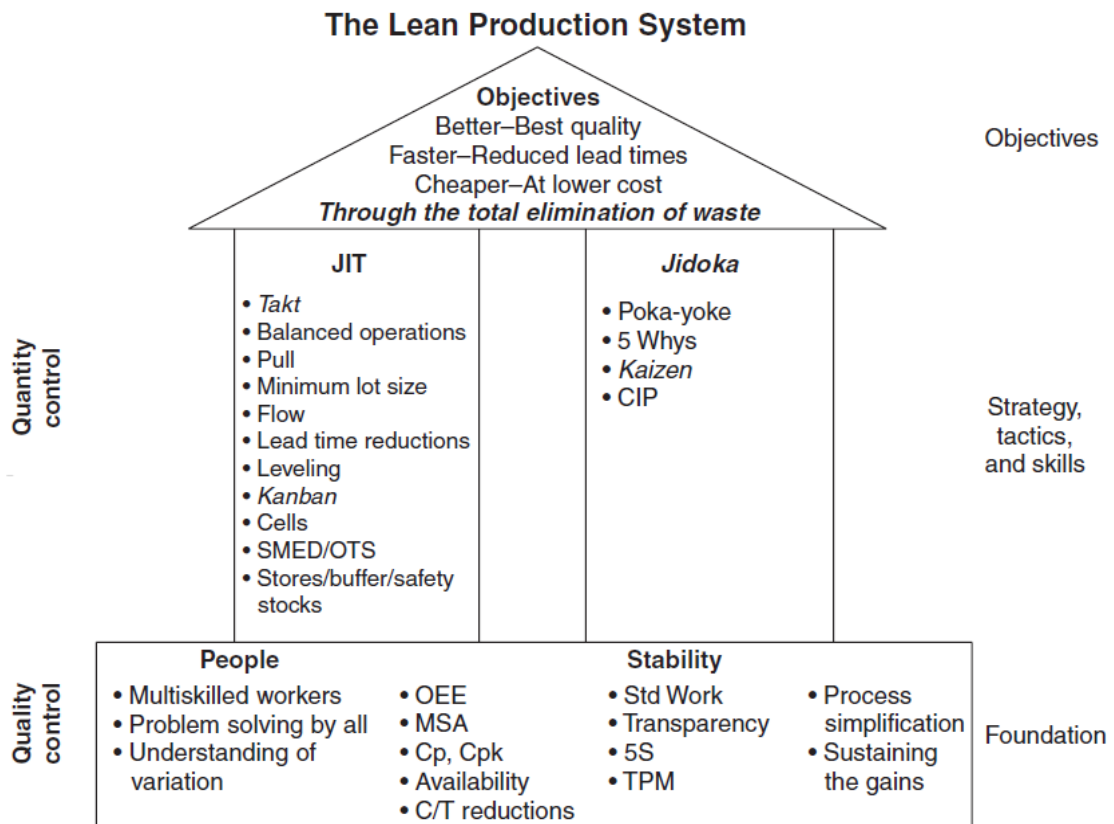 The Lean Production System
Objectives
Better–Best quality
Faster–Reduced lead times
Cheaper–At lower cost
Through the total elimination of waste
Objectives
JIT
• Takt
• Balanced operations
• Pull
• Minimum lot size
• Flow
• Lead time reductions
• Leveling
• Kanban
• Cells
• SMED/OTS
• Stores/buffer/safety
stocks
Jidoka
• Poka-yoke
• 5 Whys
• Kaizen
• CIP
Quantity
control
Strategy,
tactics,
and skills
People
• Multiskilled workers
• Problem solving by all
• Understanding of
variation
Stability
• OEE
• MSA
• Cp, Cpk
• Availability
• C/T reductions
• Std Work
• Transparency
• 5S
• TPM
• Process
simplification
• Sustaining
the gains
Quality
control
Foundation